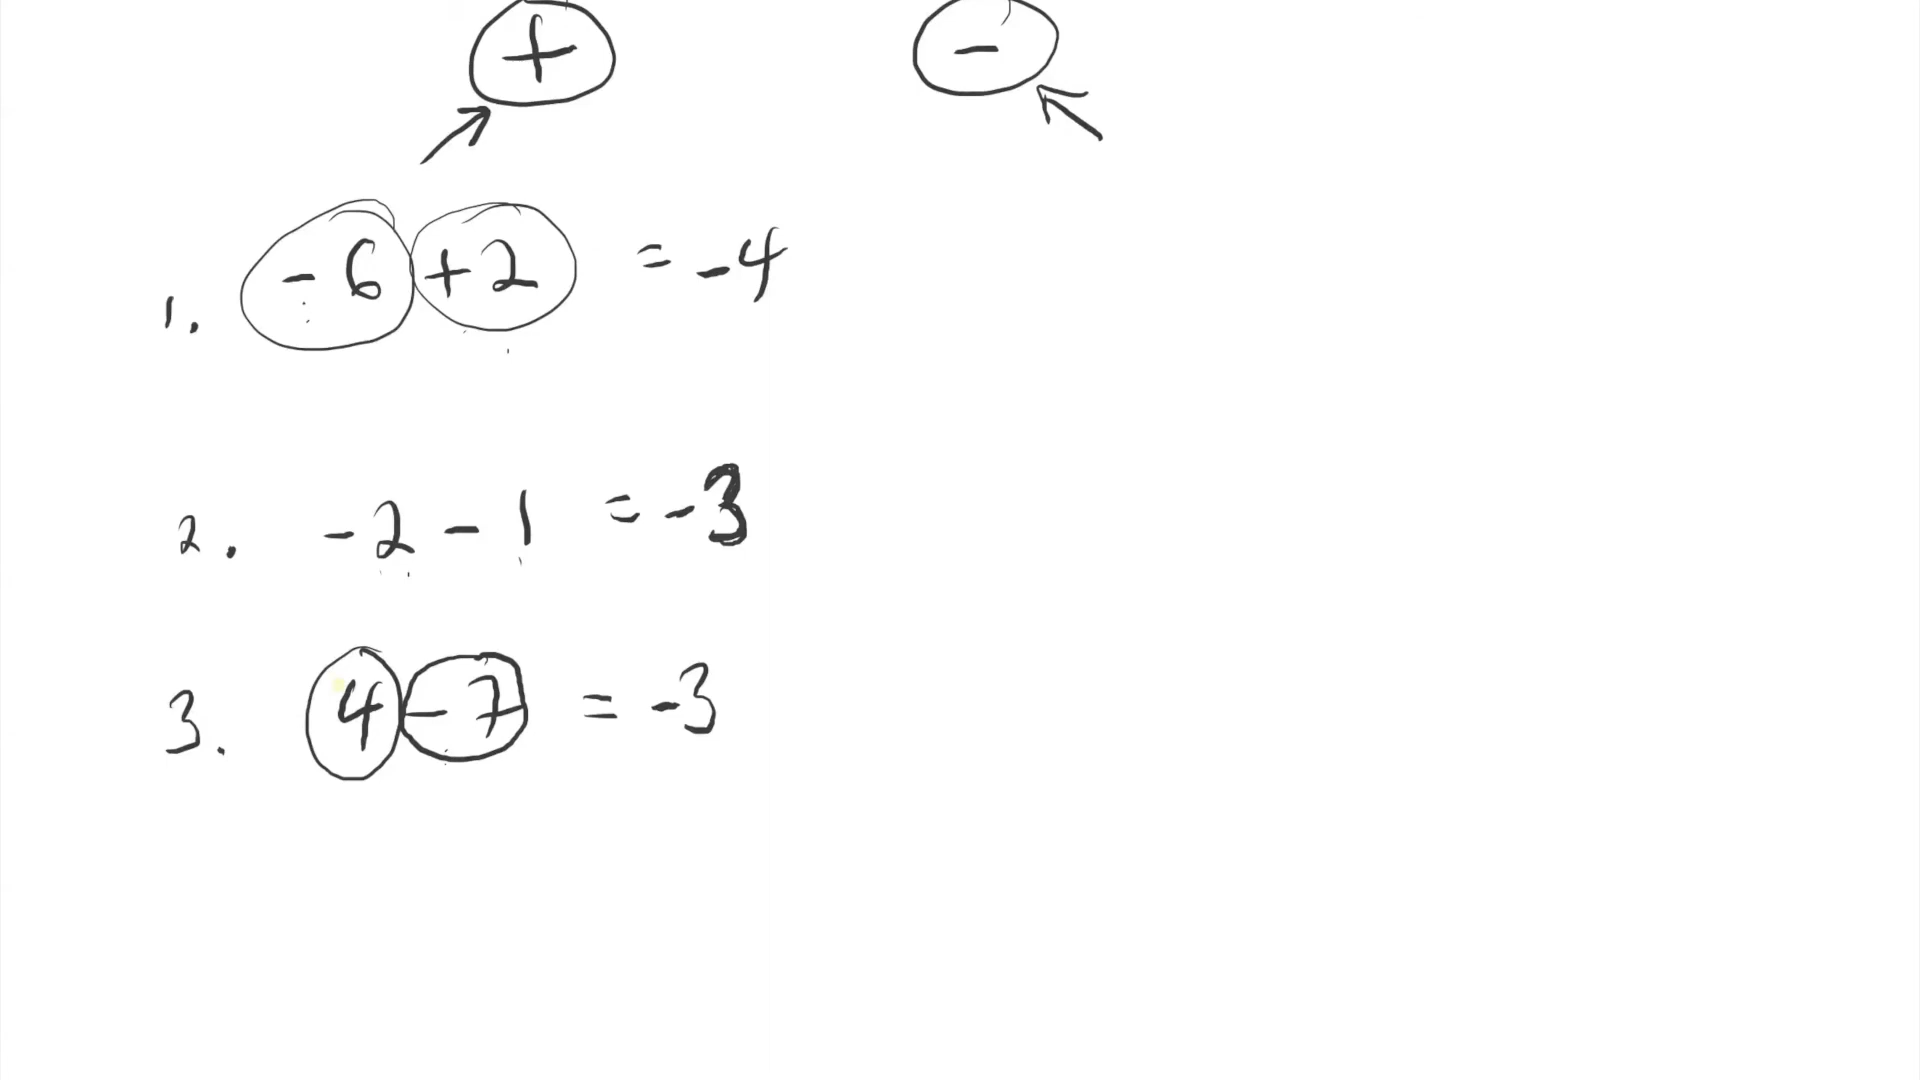 + -
1. -6 +2 = -4
2. -2 - 1 = -3
3. 4 - 7 = -3